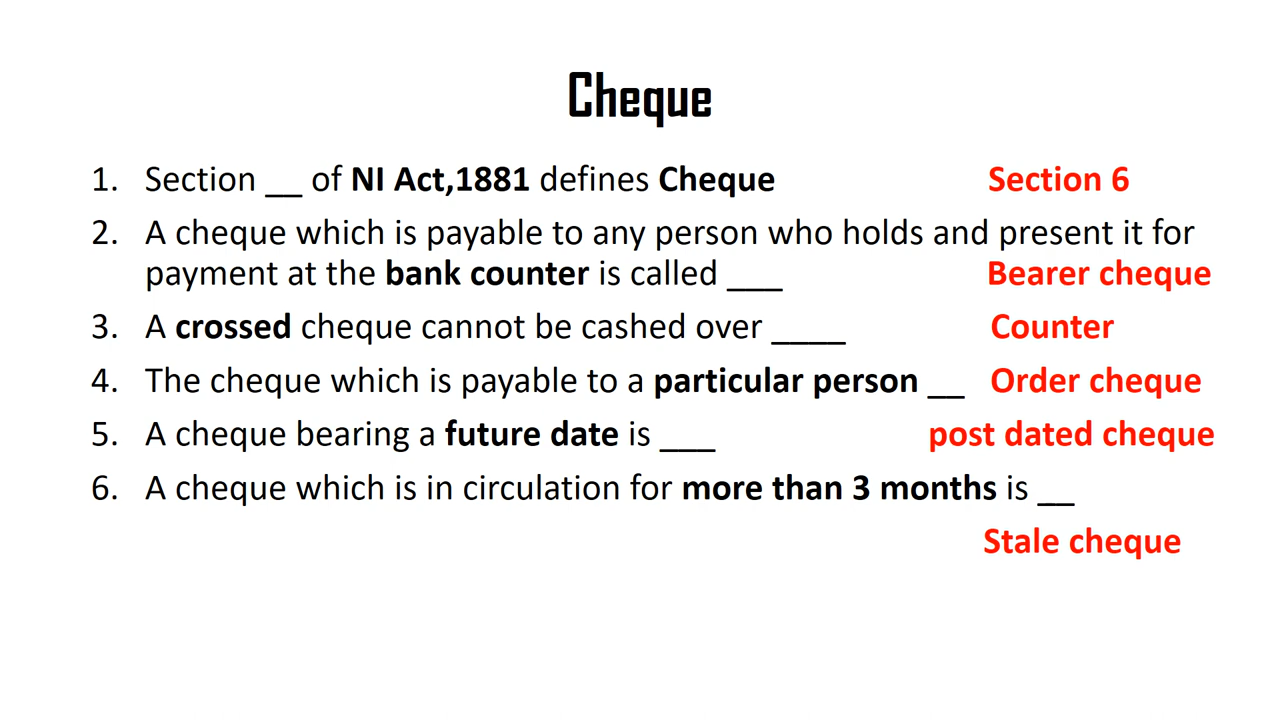 Cheque
1. Section __ of NI Act,1881 defines Cheque Section 6
2. A cheque which is payable to any person who holds and present it for
payment at the bank counter is called ___ Bearer cheque
3. A crossed cheque cannot be cashed over ____ Counter
4. The cheque which is payable to a particular person __ Order cheque
5. A cheque bearing a future date is ___ post dated cheque
6. A cheque which is in circulation for more than 3 months is __
Stale cheque